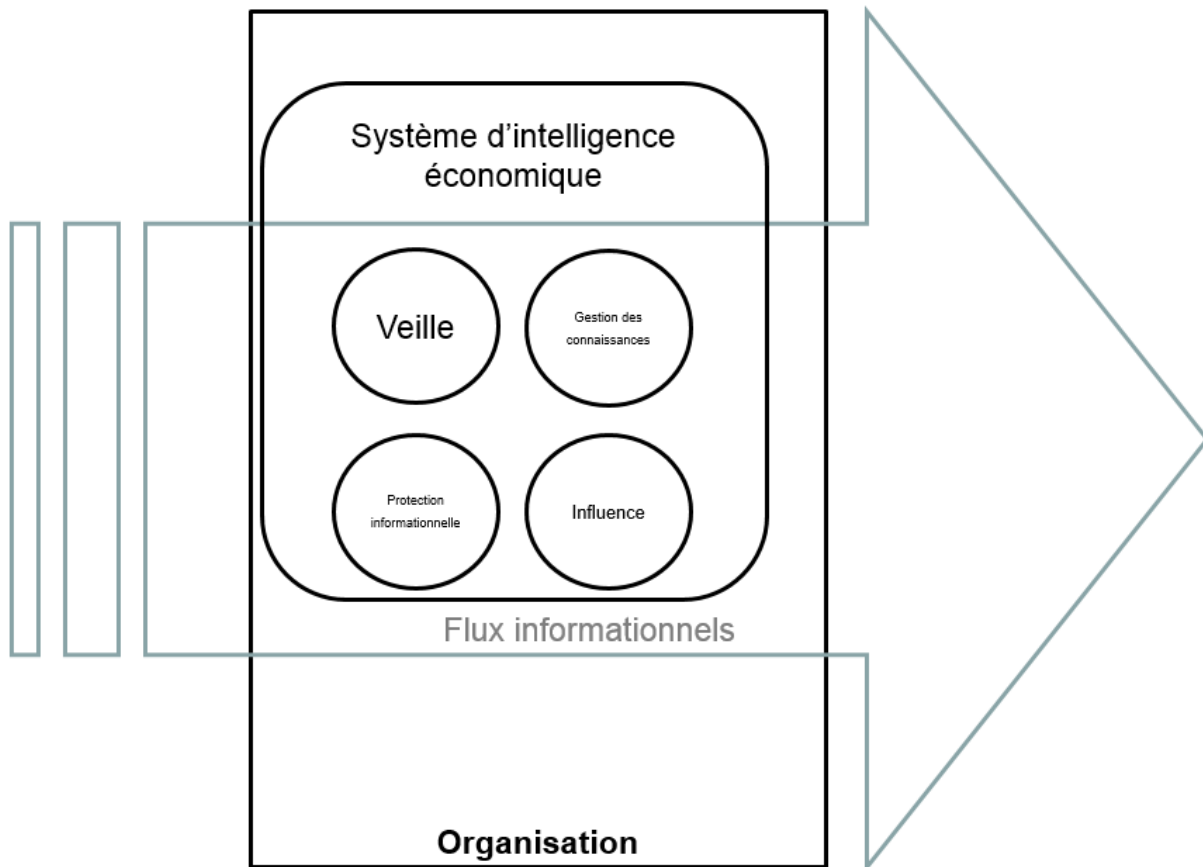 Système d'intelligence
économique
Veille
Gestion des
connaissances
Protection
informationnelle
Influence
Flux informationnels
Organisation